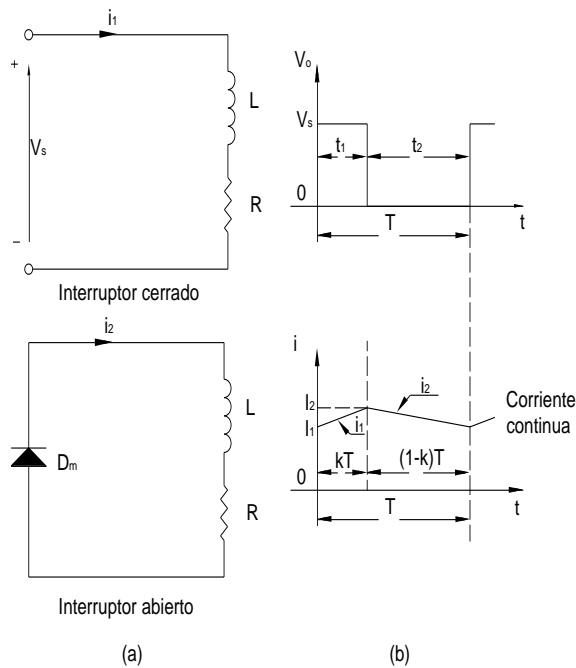 i₁
+
Vₛ
−
L
R
Interruptor cerrado
Vₒ
Vₛ
t₁
t₂
0
T
t
i₂
Dₘ
L
R
Interruptor abierto
i
I₂
I₁
i₁
i₂
Corriente
continua
kT
(1-k)T
0
T
t
(a)
(b)